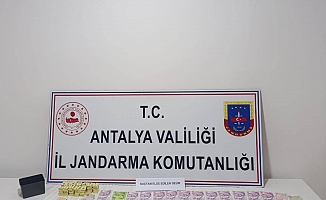 T.C.
ANTALYA VALİLİĞİ
İL JANDARMA KOMUTANLIĞI